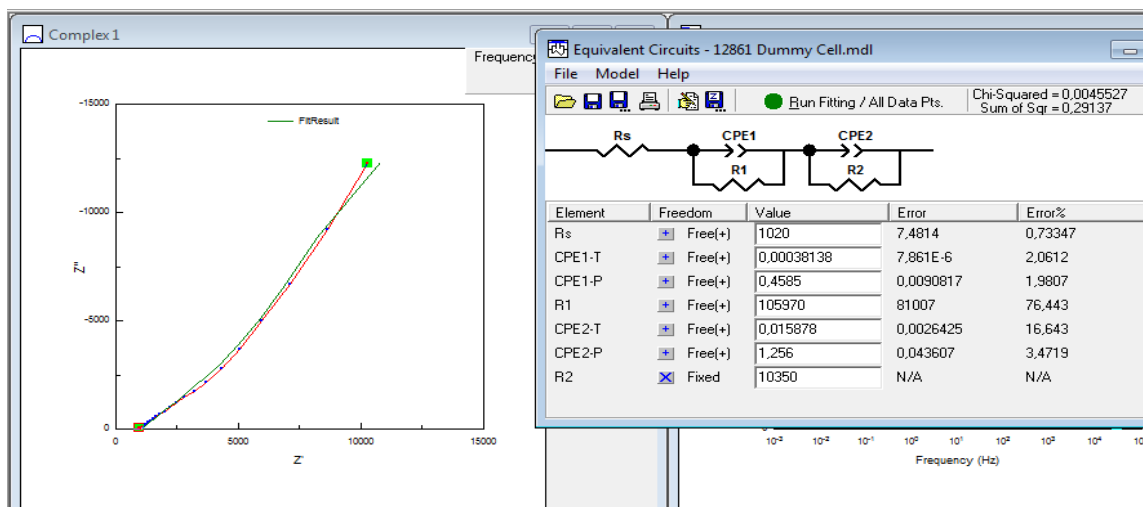 Complex 1
Frequency
-15000
FitResult
-10000
Z''
-5000
0
0 5000 10000 15000
Z'
Equivalent Circuits - 12861 Dummy Cell.mdl
File Model Help
Run Fitting / All Data Pts.
Chi-Squared = 0,0045527
Sum of Sqr = 0,29137
Rs CPE1 CPE2
R1 R2
Element Freedom Value Error Error%
Rs Free(+) 1020 7,4814 0,73347
CPE1-T Free(+) 0,00038138 7,861E-6 2,0612
CPE1-P Free(+) 0,4585 0,0090817 1,9807
R1 Free(+) 105970 81007 76,443
CPE2-T Free(+) 0,015878 0,0026425 16,643
CPE2-P Free(+) 1,256 0,043607 3,4719
R2 Fixed 10350 N/A N/A
10⁻³ 10⁻² 10⁻¹ 10⁰ 10¹ 10² 10³ 10⁴
Frequency (Hz)